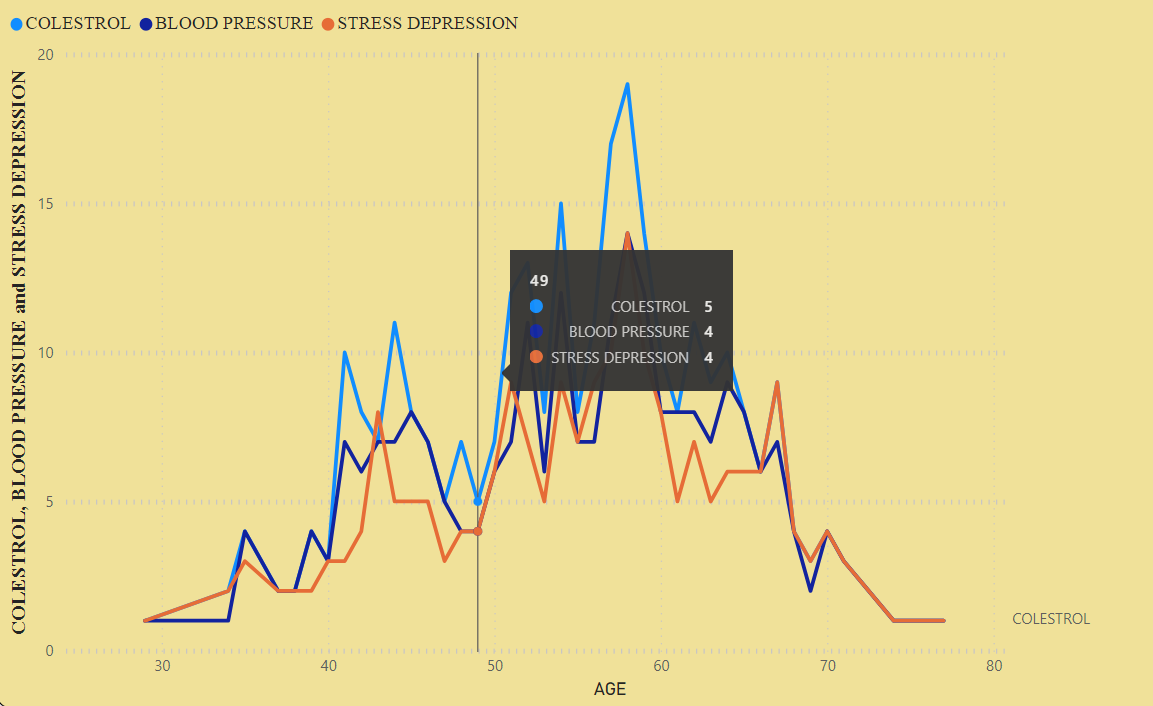 COLESTROL BLOOD PRESSURE STRESS DEPRESSION
COLESTROL, BLOOD PRESSURE and STRESS DEPRESSION
20
15
10
5
0
49
COLESTROL 5
BLOOD PRESSURE 4
STRESS DEPRESSION 4
COLESTROL
30 40 50 60 70 80
AGE